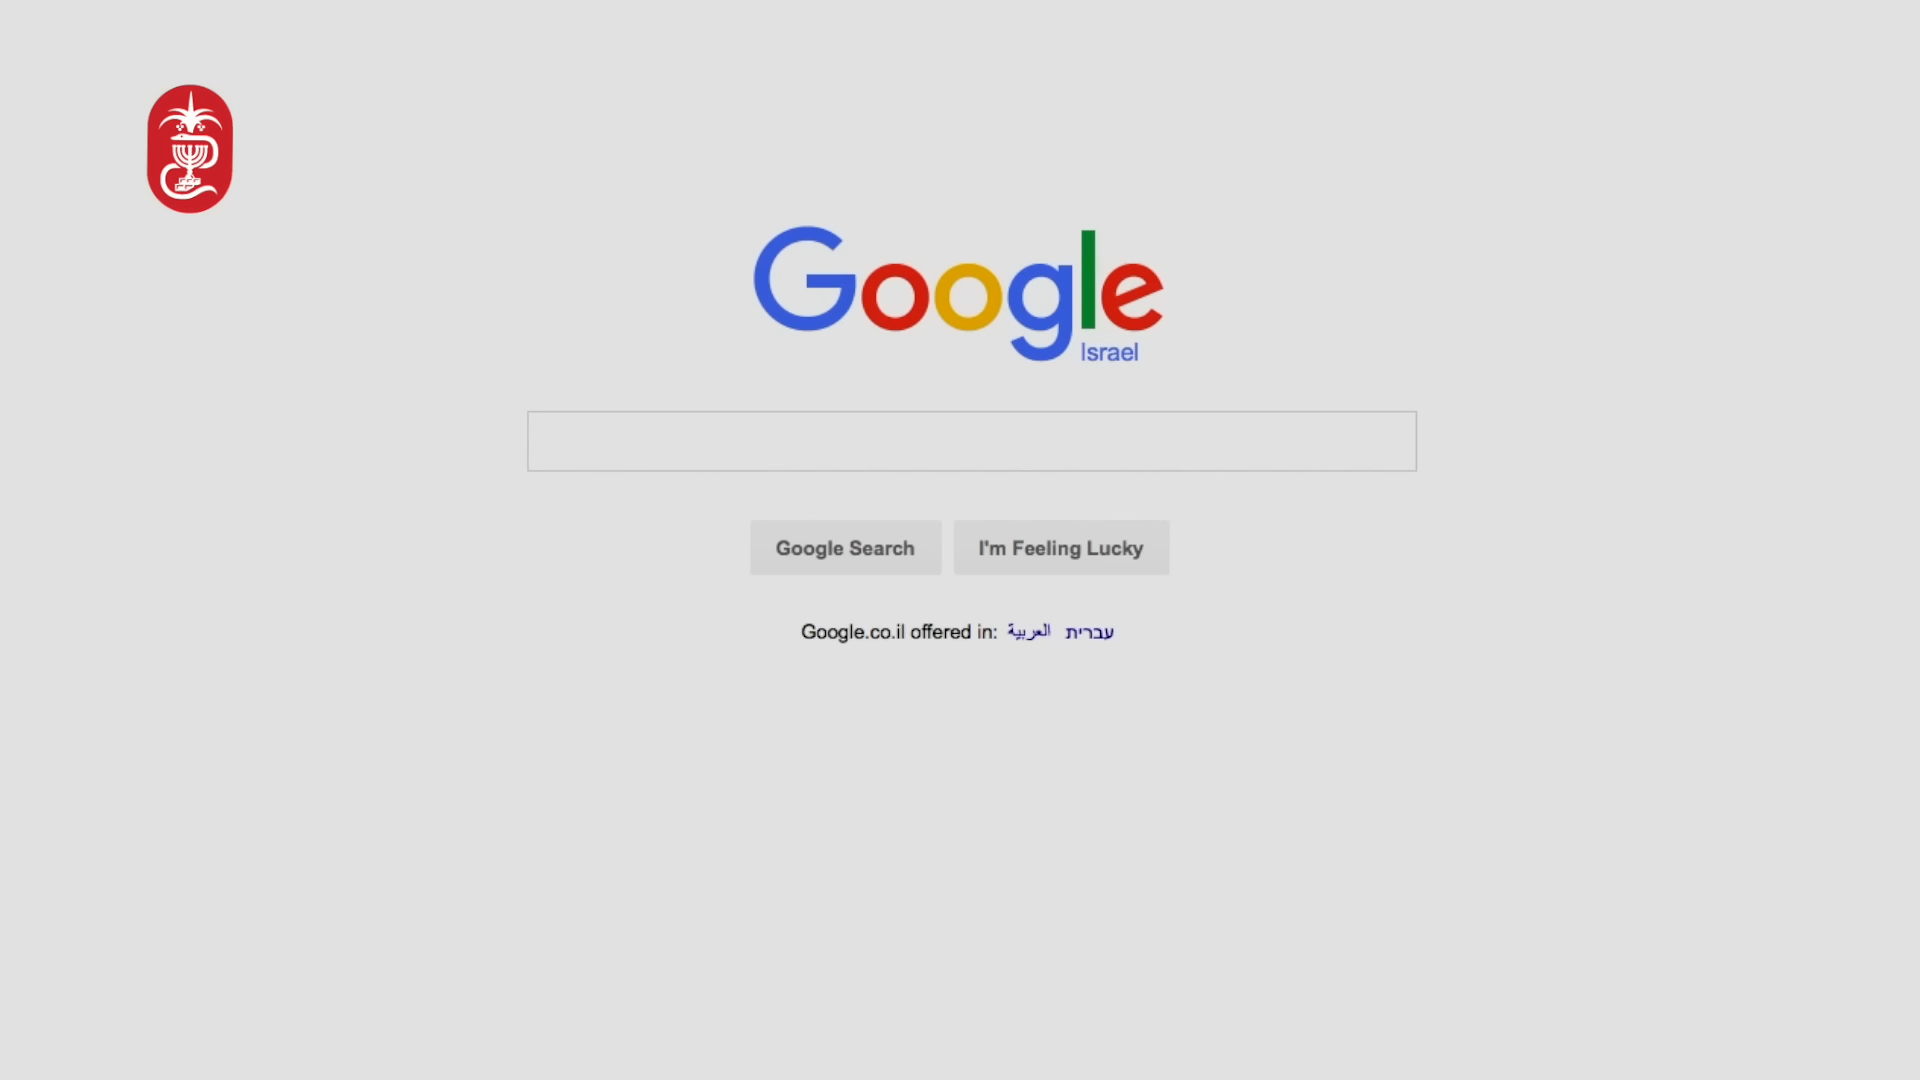 Google
Israel
Google Search
I'm Feeling Lucky
Google.co.il offered in: العربية עברית